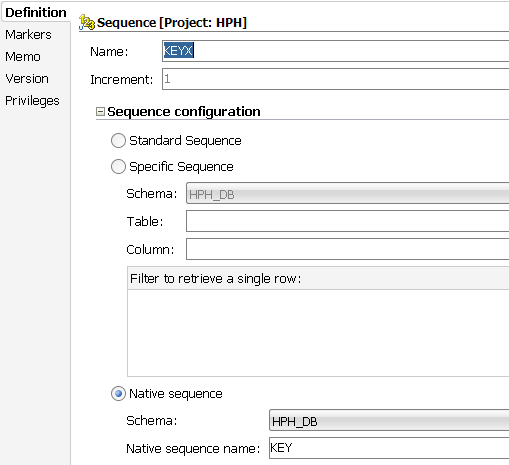 Definition
Markers
Memo
Version
Privileges
Sequence [Project: HPH]
Name: KEYX
Increment: 1
Sequence configuration
Standard Sequence
Specific Sequence
Schema: HPH_DB
Table:
Column:
Filter to retrieve a single row:
Native sequence
Schema: HPH_DB
Native sequence name: KEY